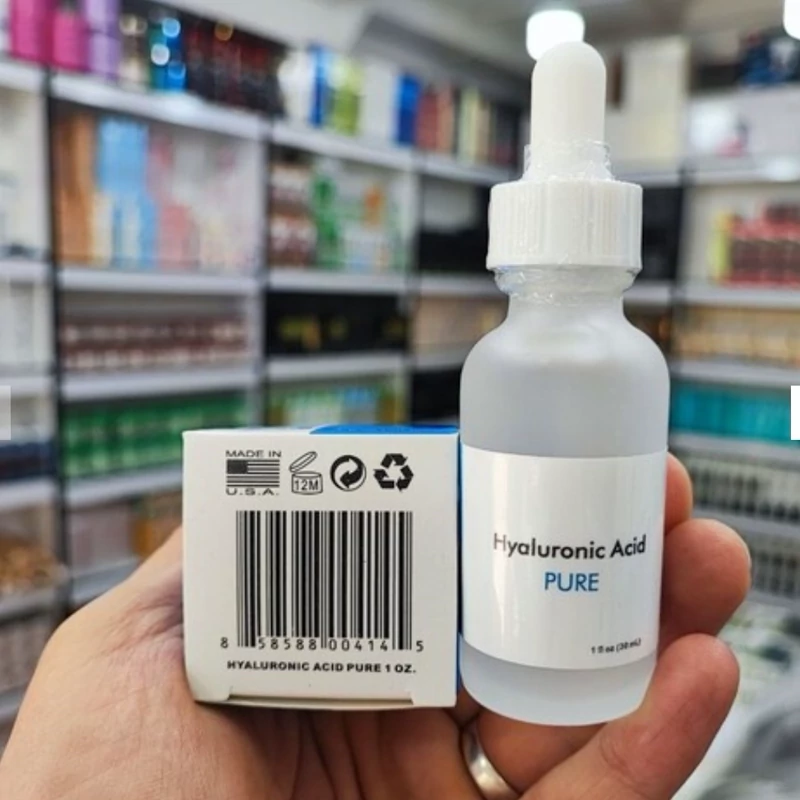 MADE IN
U.S.A.
12M
8 58588 00414 5
HYALURONIC ACID PURE 1 OZ.
Hyaluronic Acid
PURE
1 fl oz (30 mL)